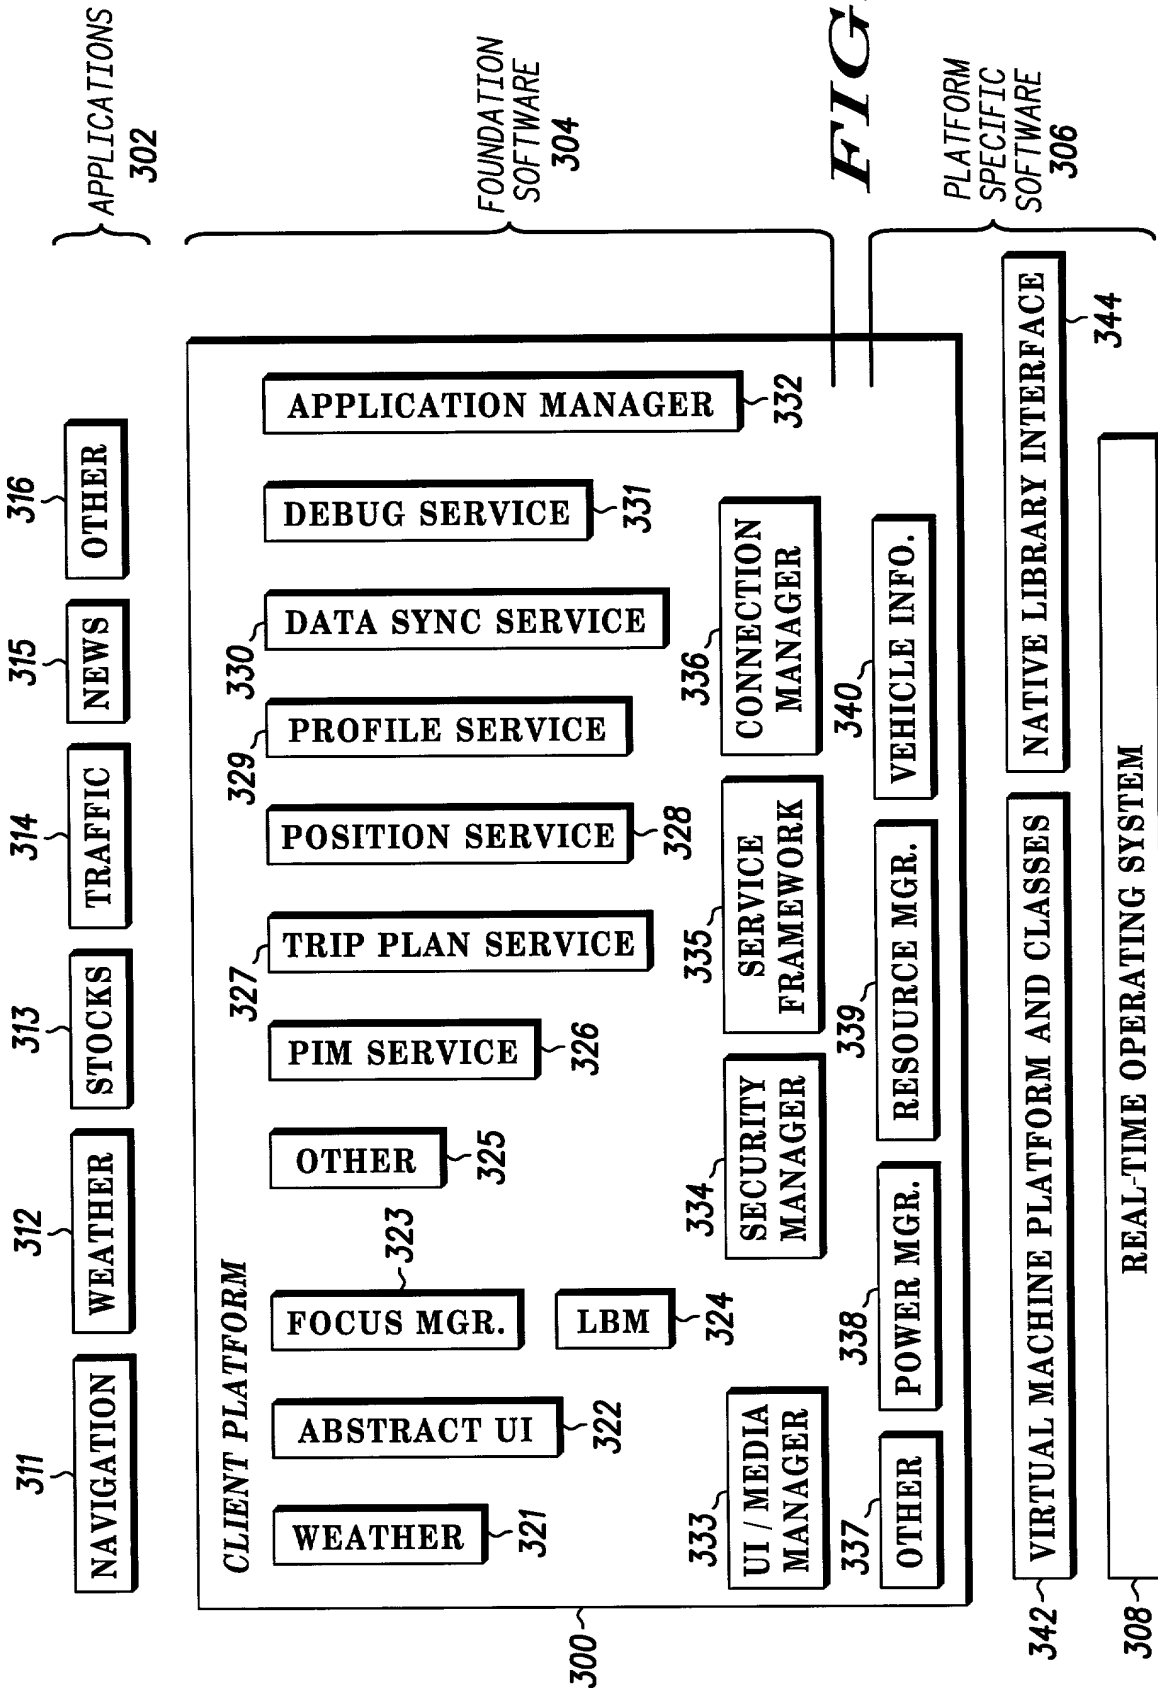 311
312
313
314
315
316
NAVIGATION
WEATHER
STOCKS
TRAFFIC
NEWS
OTHER
APPLICATIONS
302
CLIENT PLATFORM
WEATHER
321
ABSTRACT UI
322
FOCUS MGR.
323
LBM
324
OTHER
325
PIM SERVICE
326
TRIP PLAN SERVICE
327
POSITION SERVICE
328
PROFILE SERVICE
329
DATA SYNC SERVICE
330
DEBUG SERVICE
331
APPLICATION MANAGER
332
FOUNDATION
SOFTWARE
304
300
333
UI / MEDIA
MANAGER
334
SECURITY
MANAGER
335
SERVICE
FRAMEWORK
336
CONNECTION
MANAGER
337
OTHER
338
POWER MGR.
339
RESOURCE MGR.
340
VEHICLE INFO.
FIG
PLATFORM
SPECIFIC
SOFTWARE
306
342
VIRTUAL MACHINE PLATFORM AND CLASSES
NATIVE LIBRARY INTERFACE
344
308
REAL-TIME OPERATING SYSTEM